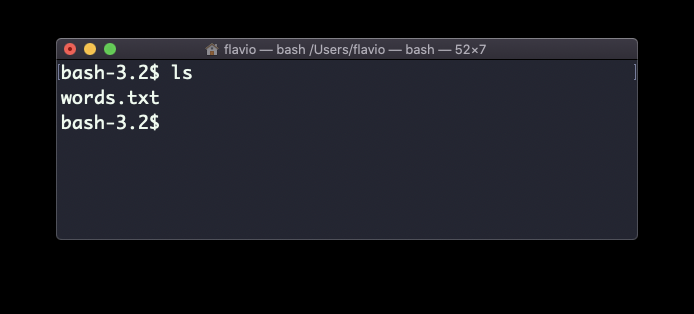 flavio — bash /Users/flavio — bash — 52×7
bash-3.2$ ls
words.txt
bash-3.2$